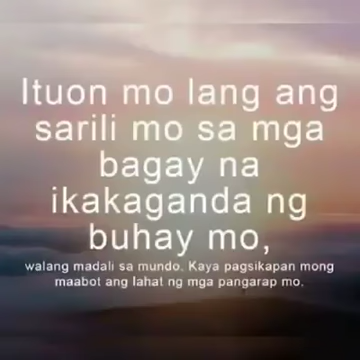 Ituon mo lang ang
sarili mo sa mga
bagay na
ikakaganda ng
buhay mo,
walang madali sa mundo. Kaya pagsikapan mong
maabot ang lahat ng mga pangarap mo.